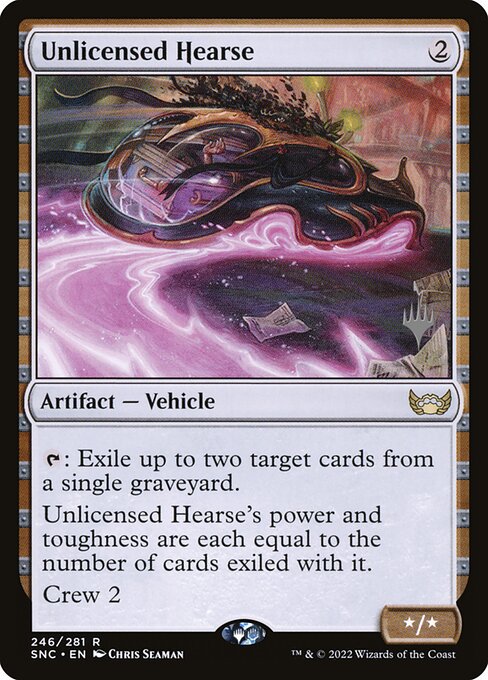 Unlicensed Hearse 2
Artifact — Vehicle
: Exile up to two target cards from
a single graveyard.
Unlicensed Hearse's power and
toughness are each equal to the
number of cards exiled with it.
Crew 2
*/*
246/281 R
SNC • EN Chris Seaman
™ & © 2022 Wizards of the Coast